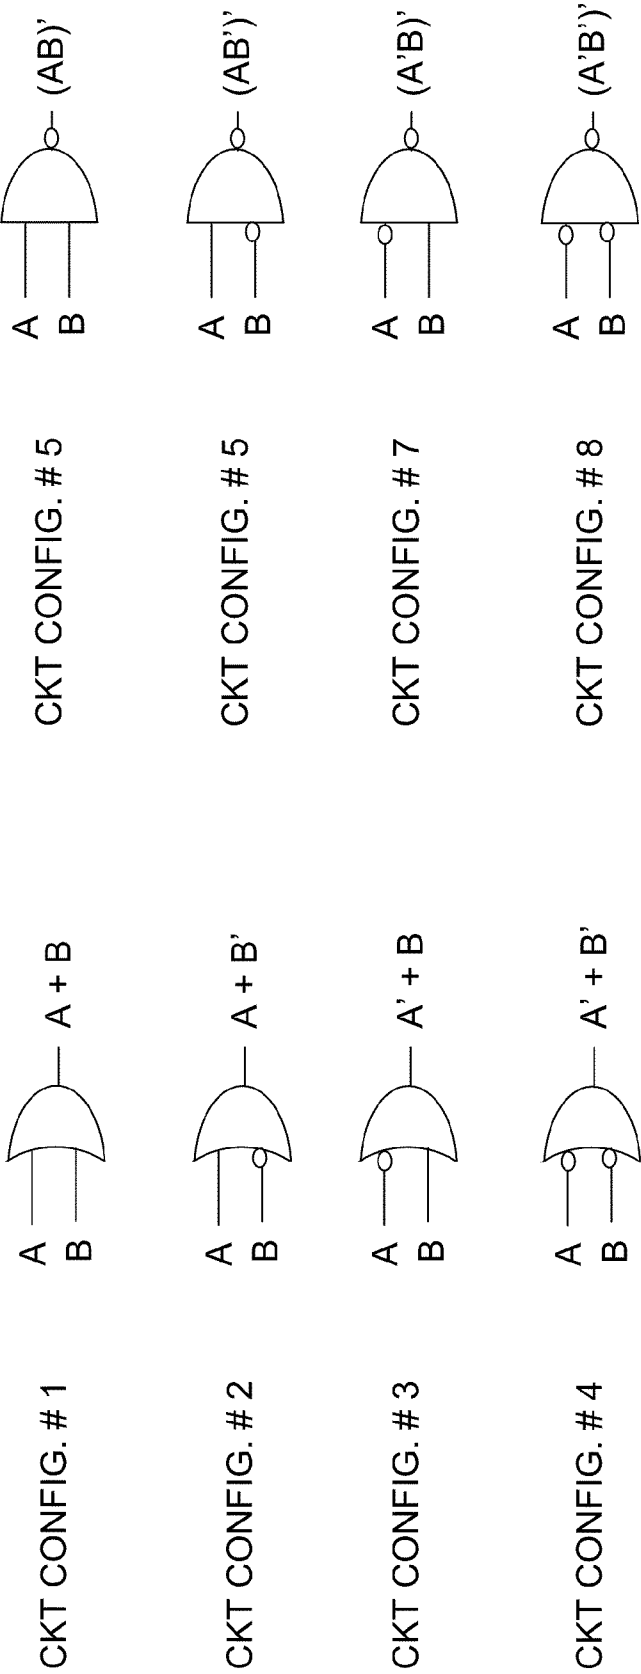 CKT CONFIG. # 1
A
B
A + B
CKT CONFIG. # 5
A
B
(AB)'
CKT CONFIG. # 2
A
B
A + B'
CKT CONFIG. # 5
A
B
(AB')'
CKT CONFIG. # 3
A
B
A' + B
CKT CONFIG. # 7
A
B
(A'B)'
CKT CONFIG. # 4
A
B
A' + B'
CKT CONFIG. # 8
A
B
(A'B')'